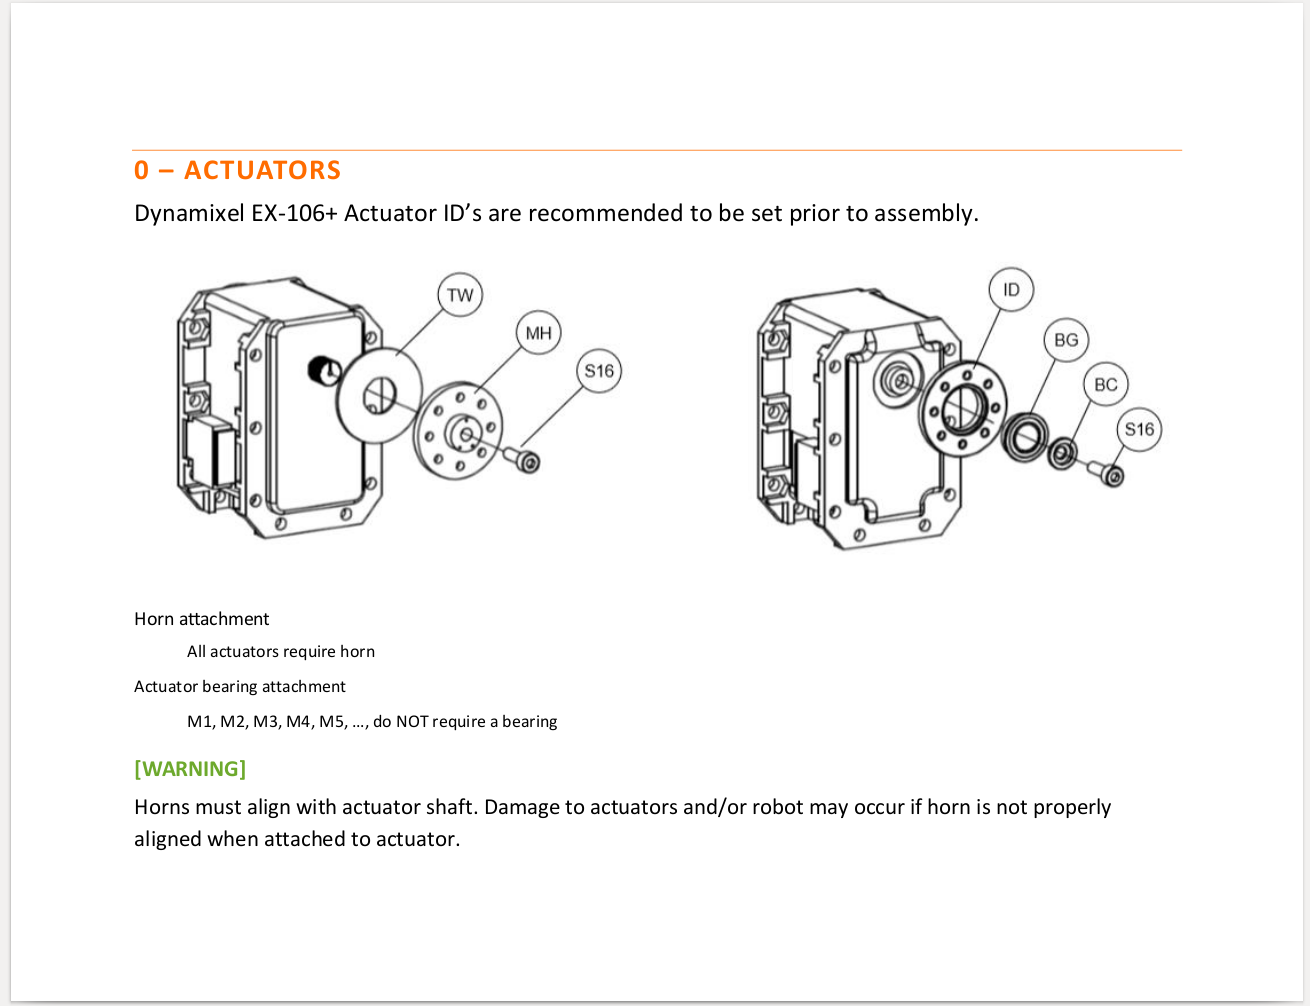 0 – ACTUATORS
Dynamixel EX-106+ Actuator ID’s are recommended to be set prior to assembly.
TW
MH
S16
ID
BG
BC
S16
Horn attachment
All actuators require horn
Actuator bearing attachment
M1, M2, M3, M4, M5, …, do NOT require a bearing
[WARNING]
Horns must align with actuator shaft. Damage to actuators and/or robot may occur if horn is not properly
aligned when attached to actuator.